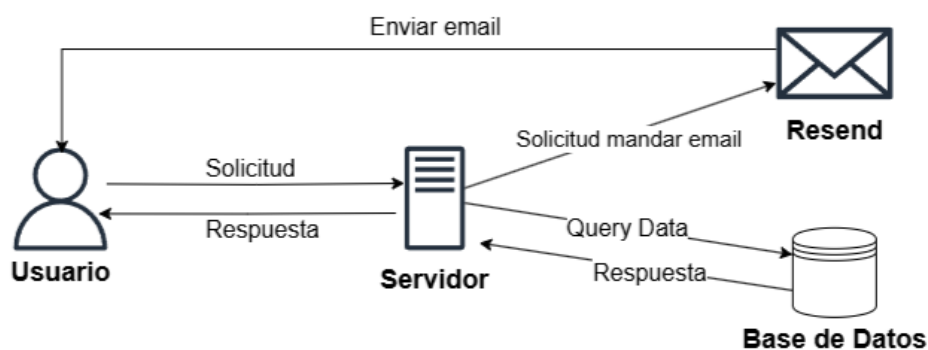 Enviar email
Resend
Solicitud mandar email
Solicitud
Respuesta
Usuario
Servidor
Query Data
Respuesta
Base de Datos